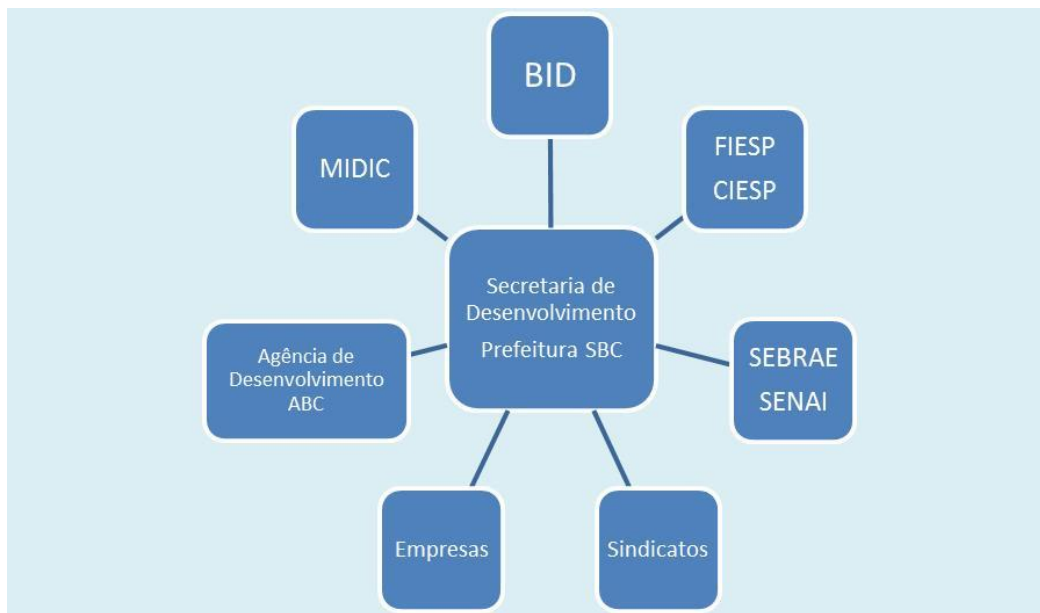 BID
MIDIC
FIESP
CIESP
Secretaria de
Desenvolvimento
Prefeitura SBC
Agência de
Desenvolvimento
ABC
SEBRAE
SENAI
Empresas
Sindicatos